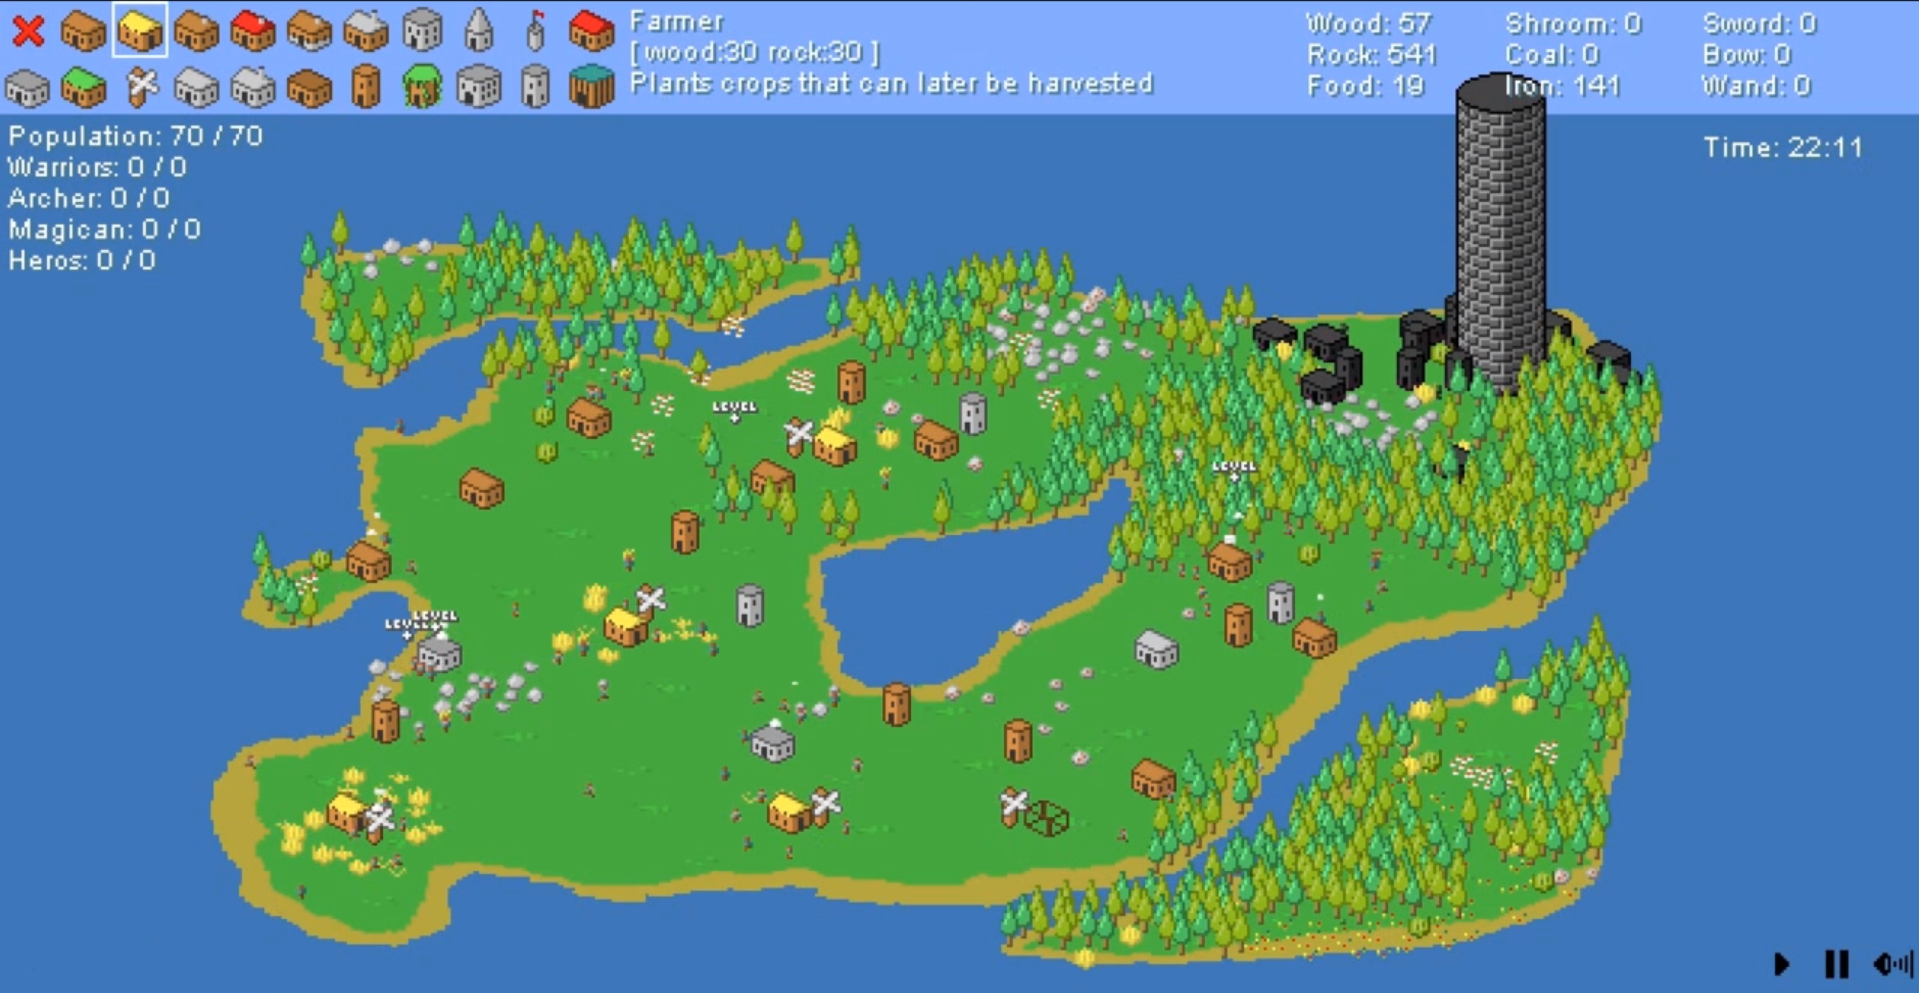 Farmer
[ wood:30 rock:30 ]
Plants crops that can later be harvested
Wood: 57
Rock: 541
Food: 19
Shroom: 0
Coal: 0
Iron: 141
Sword: 0
Bow: 0
Wand: 0
Population: 70 / 70
Warriors: 0 / 0
Archer: 0 / 0
Magican: 0 / 0
Heros: 0 / 0
Time: 22:11
LEVEL
LEVEL
LEVEL
LEVEL